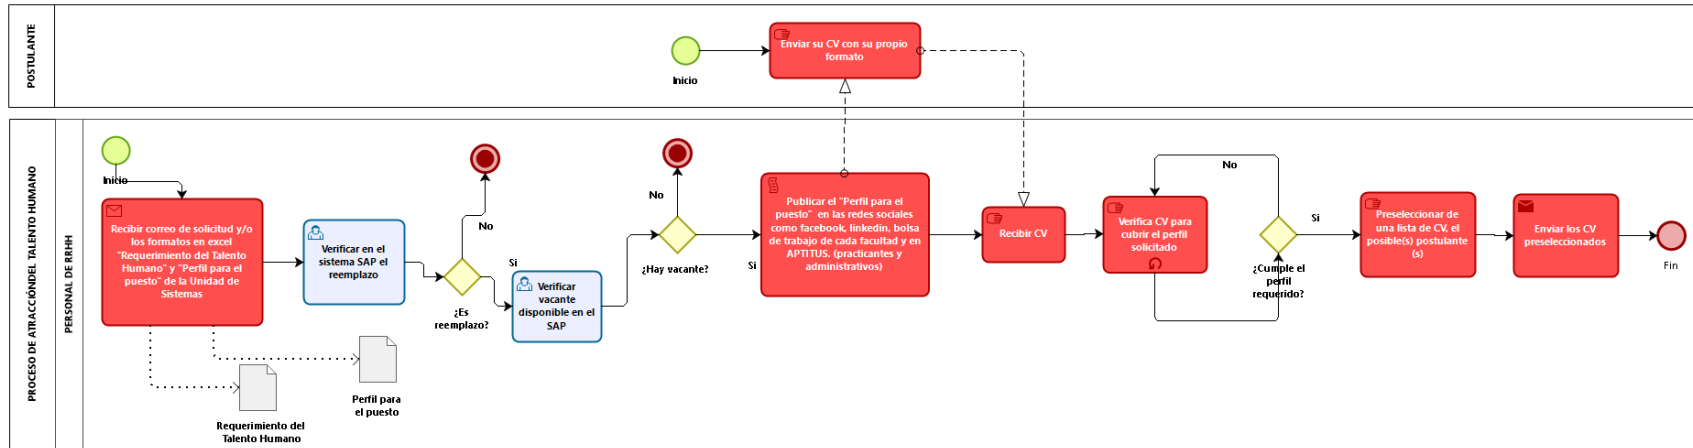 POSTULANTE
Inicio
Enviar su CV con su propio
formato
PROCESO DE ATRACCIÓNDEL TALENTO HUMANO
PERSONAL DE RRHH
Inicio
Recibir correo de solicitud y/o
los formatos en excel
"Requerimiento del Talento
Humano" y "Perfil para el
puesto" de la Unidad de
Sistemas
Requerimiento del
Talento Humano
Perfil para
el puesto
Verificar en el
sistema SAP el
reemplazo
¿Es
reemplazo?
No
Si
Verificar
vacante
disponible en el
SAP
¿Hay vacante?
No
Si
Publicar el "Perfil para el
puesto" en las redes sociales
como facebook, linkedin, bolsa
de trabajo de cada facultad y en
APTITUS. (practicantes y
administrativos)
Recibir CV
Verifica CV para
cubrir el perfil
solicitado
No
¿Cumple el
perfil
requerido?
Si
Preseleccionar de
una lista de CV, el
posible(s) postulante
(s)
Enviar los CV
preseleccionados
Fin